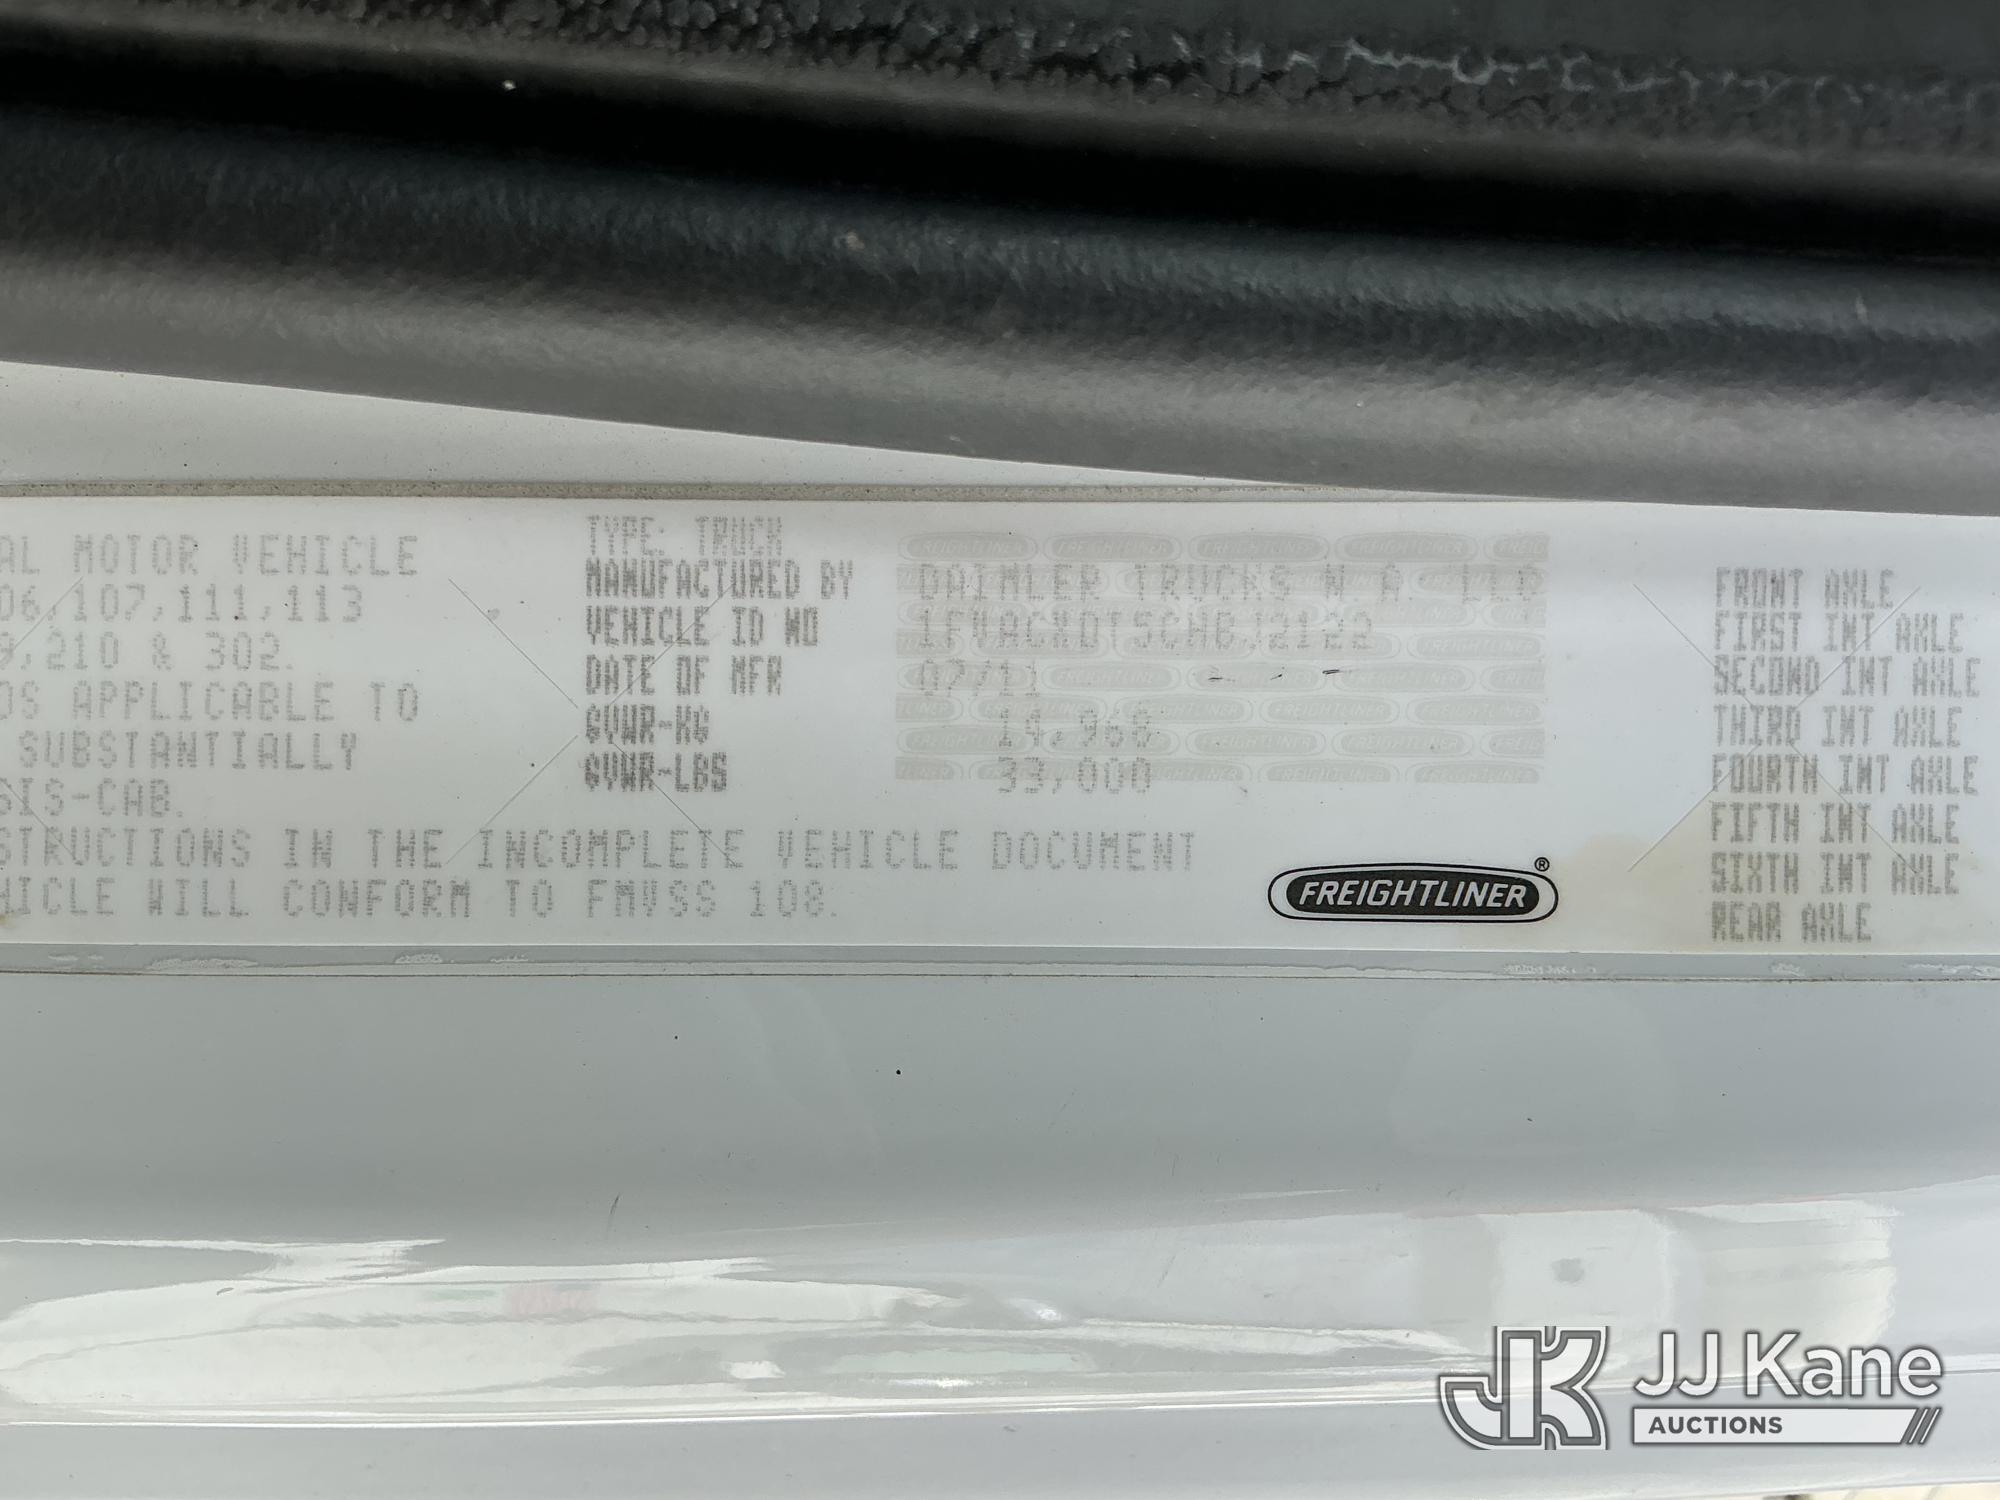 AL MOTOR VEHICLE
06,107,111,113
9,210 & 302.
DS APPLICABLE TO
SUBSTANTIALLY
SIS-CAB.
STRUCTIONS IN THE INCOMPLETE VEHICLE DOCUMENT
HICLE WILL CONFORM TO FMVSS 108.
TYPE: TRUCK
MANUFACTURED BY DAIMLER TRUCKS N A LLC
VEHICLE ID NO
DATE OF MFR 07/11
GVWR-KG 14,968
GVWR-LBS 33,000
FREIGHTLINER®
FRONT AXLE
FIRST INT AXLE
SECOND INT AXLE
THIRD INT AXLE
FOURTH INT AXLE
FIFTH INT AXLE
SIXTH INT AXLE
REAR AXLE
JK JJ Kane
AUCTIONS